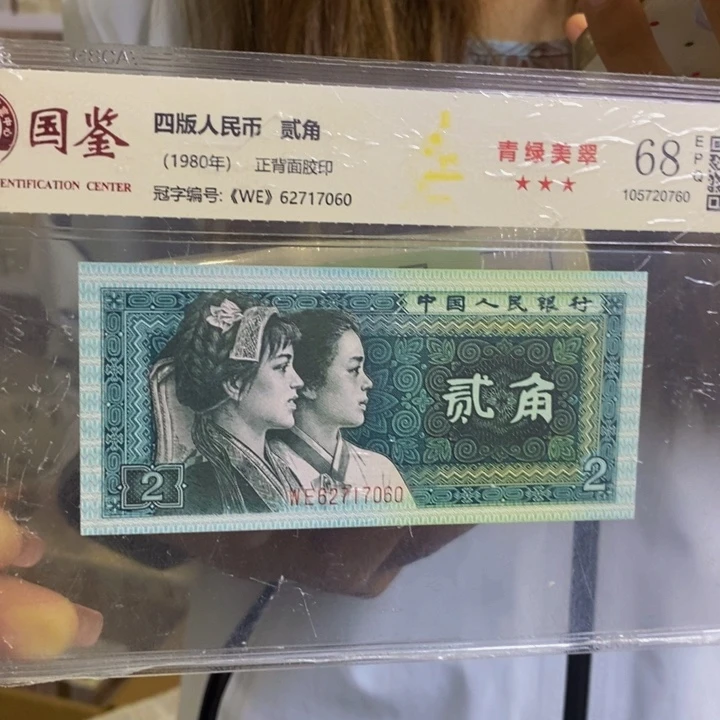 国鉴
ENTIFICATION CENTER
四版人民币 贰角
(1980年) 正背面胶印
冠字编号:《WE》62717060
青绿美翠
★★★
68
EPQ
105720760
中国人民银行
贰角
2
2
WE62717060